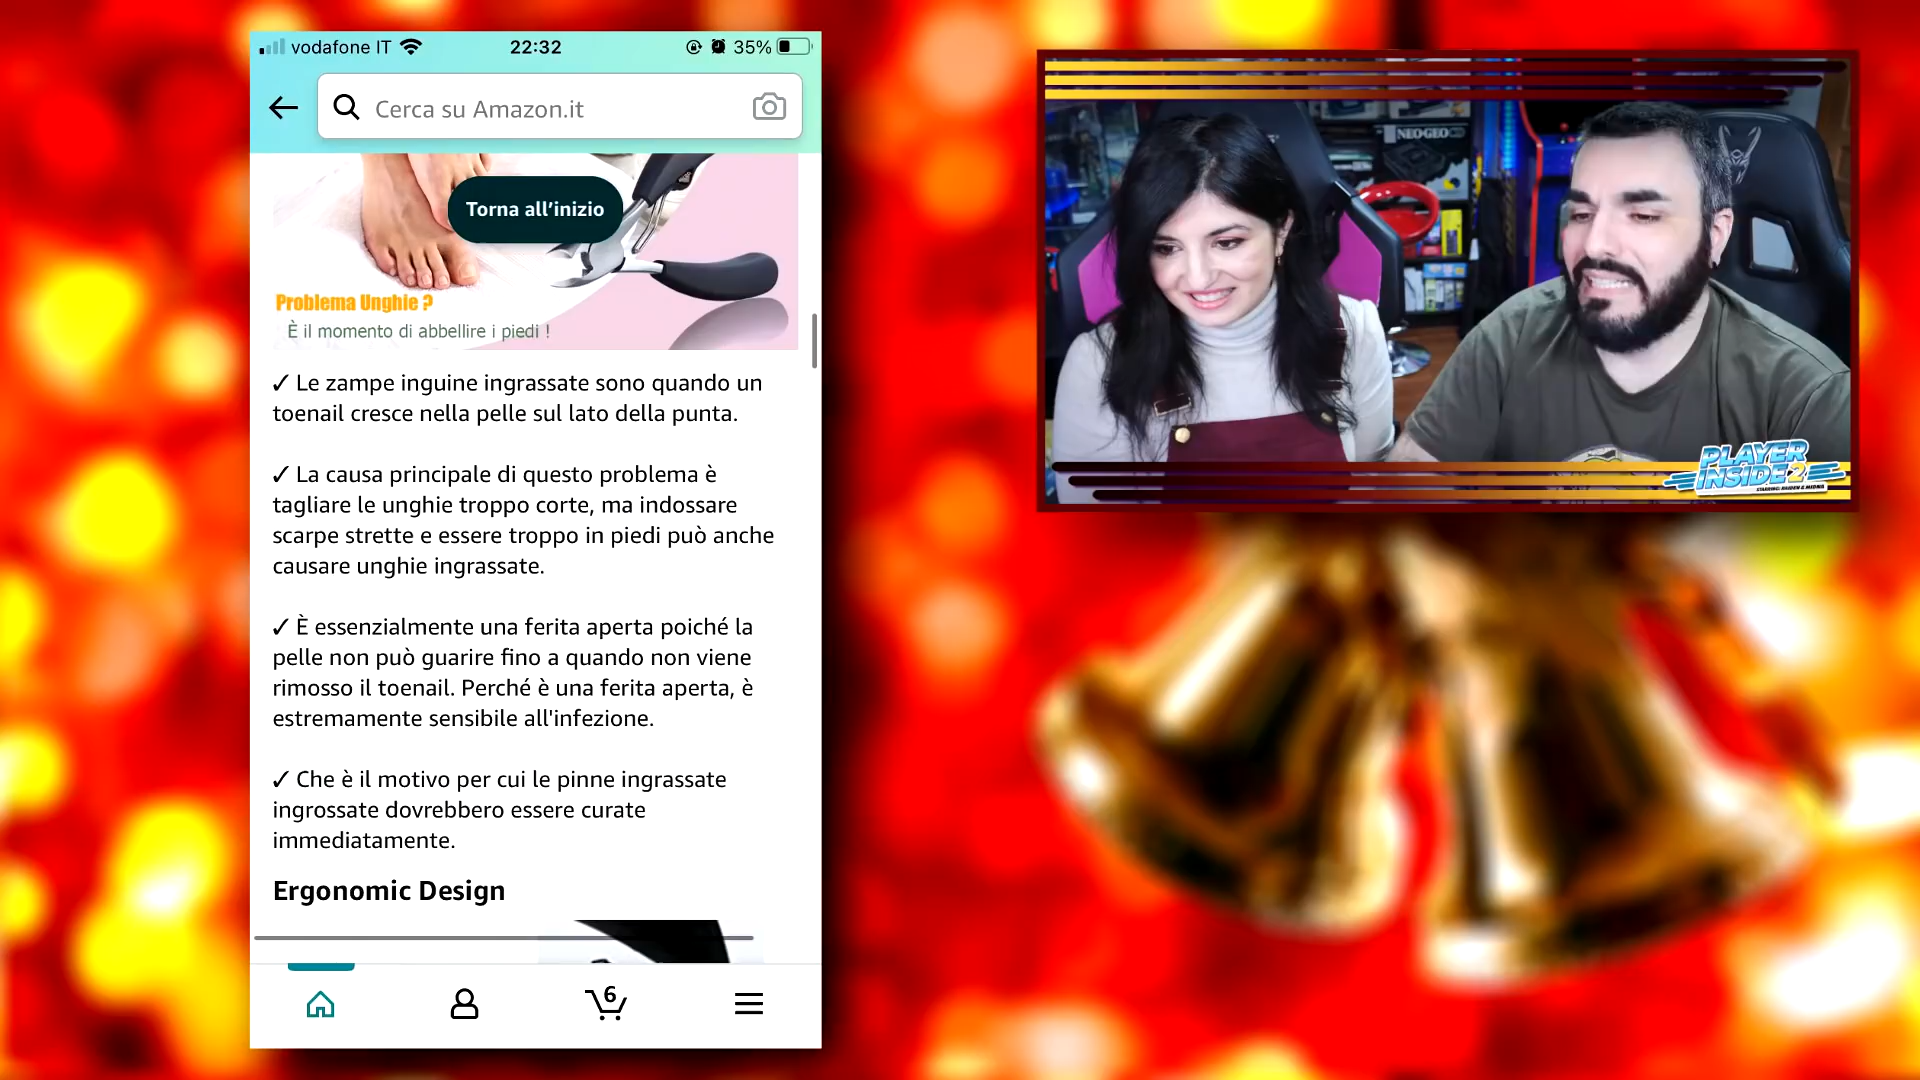 vodafone IT
22:32
35%
Cerca su Amazon.it
Torna all’inizio
Problema Unghie ?
È il momento di abbellire i piedi !
✓ Le zampe inguine ingrassate sono quando un
toenail cresce nella pelle sul lato della punta.
✓ La causa principale di questo problema è
tagliare le unghie troppo corte, ma indossare
scarpe strette e essere troppo in piedi può anche
causare unghie ingrassate.
✓ È essenzialmente una ferita aperta poiché la
pelle non può guarire fino a quando non viene
rimosso il toenail. Perché è una ferita aperta, è
estremamente sensibile all'infezione.
✓ Che è il motivo per cui le pinne ingrassate
ingrossate dovrebbero essere curate
immediatamente.
Ergonomic Design
6
NEOGEO
PLAYER
INSIDE 2
STARRING: RAIDEN & MIDNA